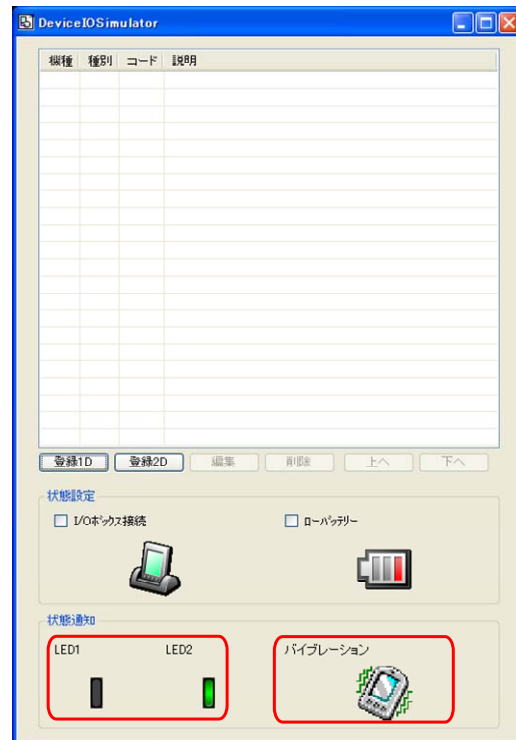 DeviceIOSimulator
機種 種別 コード 説明
登録1D 登録2D 編集 削除 上へ 下へ
状態設定
I/Oボックス接続 ローバッテリー
状態通知
LED1 LED2 バイブレーション